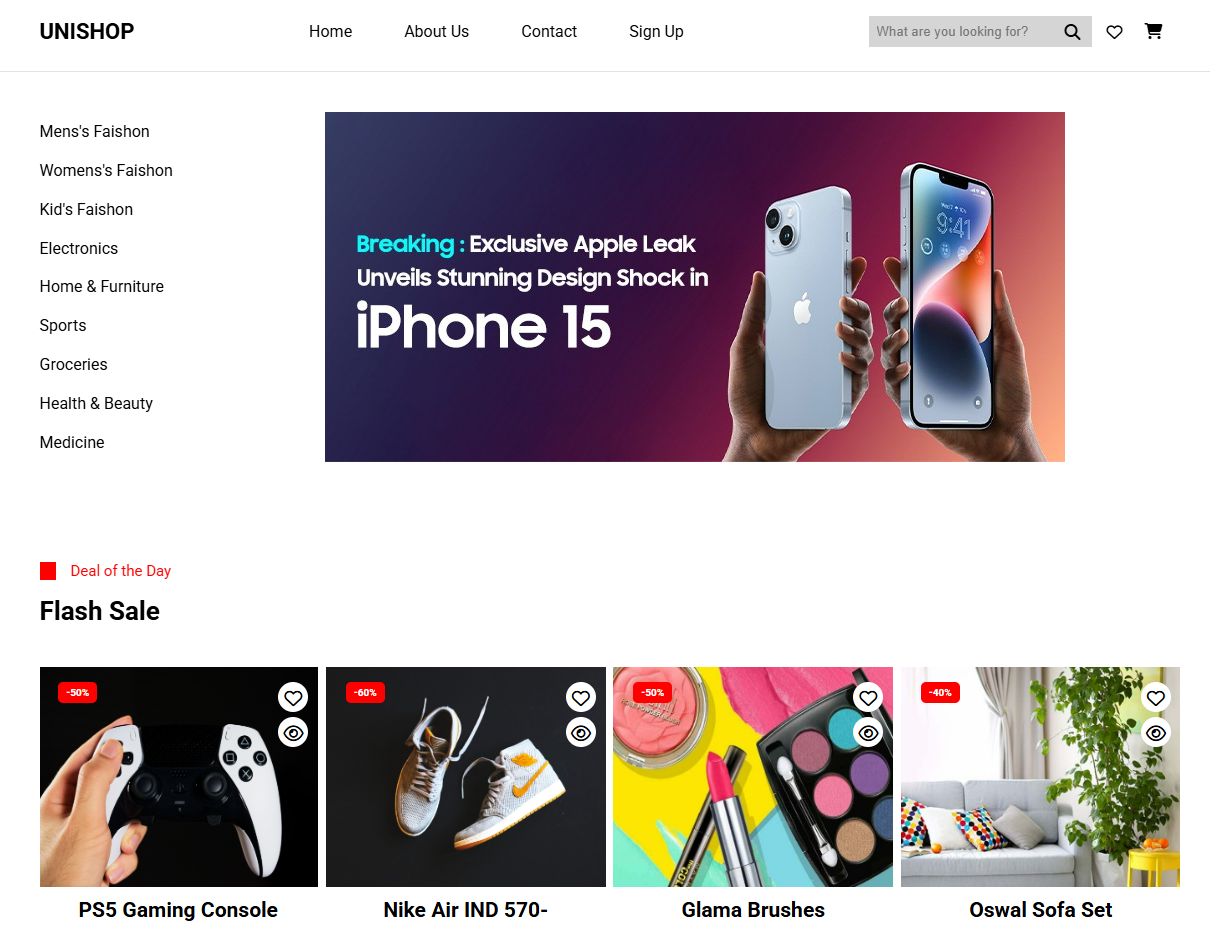 UNISHOP
Home
About Us
Contact
Sign Up
What are you looking for?
Mens's Faishon
Womens's Faishon
Kid's Faishon
Electronics
Home & Furniture
Sports
Groceries
Health & Beauty
Medicine
Breaking : Exclusive Apple Leak
Unveils Stunning Design Shock in
iPhone 15
9:41
Deal of the Day
Flash Sale
-50%
-60%
-50%
-40%
PS5 Gaming Console
Nike Air IND 570-
Glama Brushes
Oswal Sofa Set